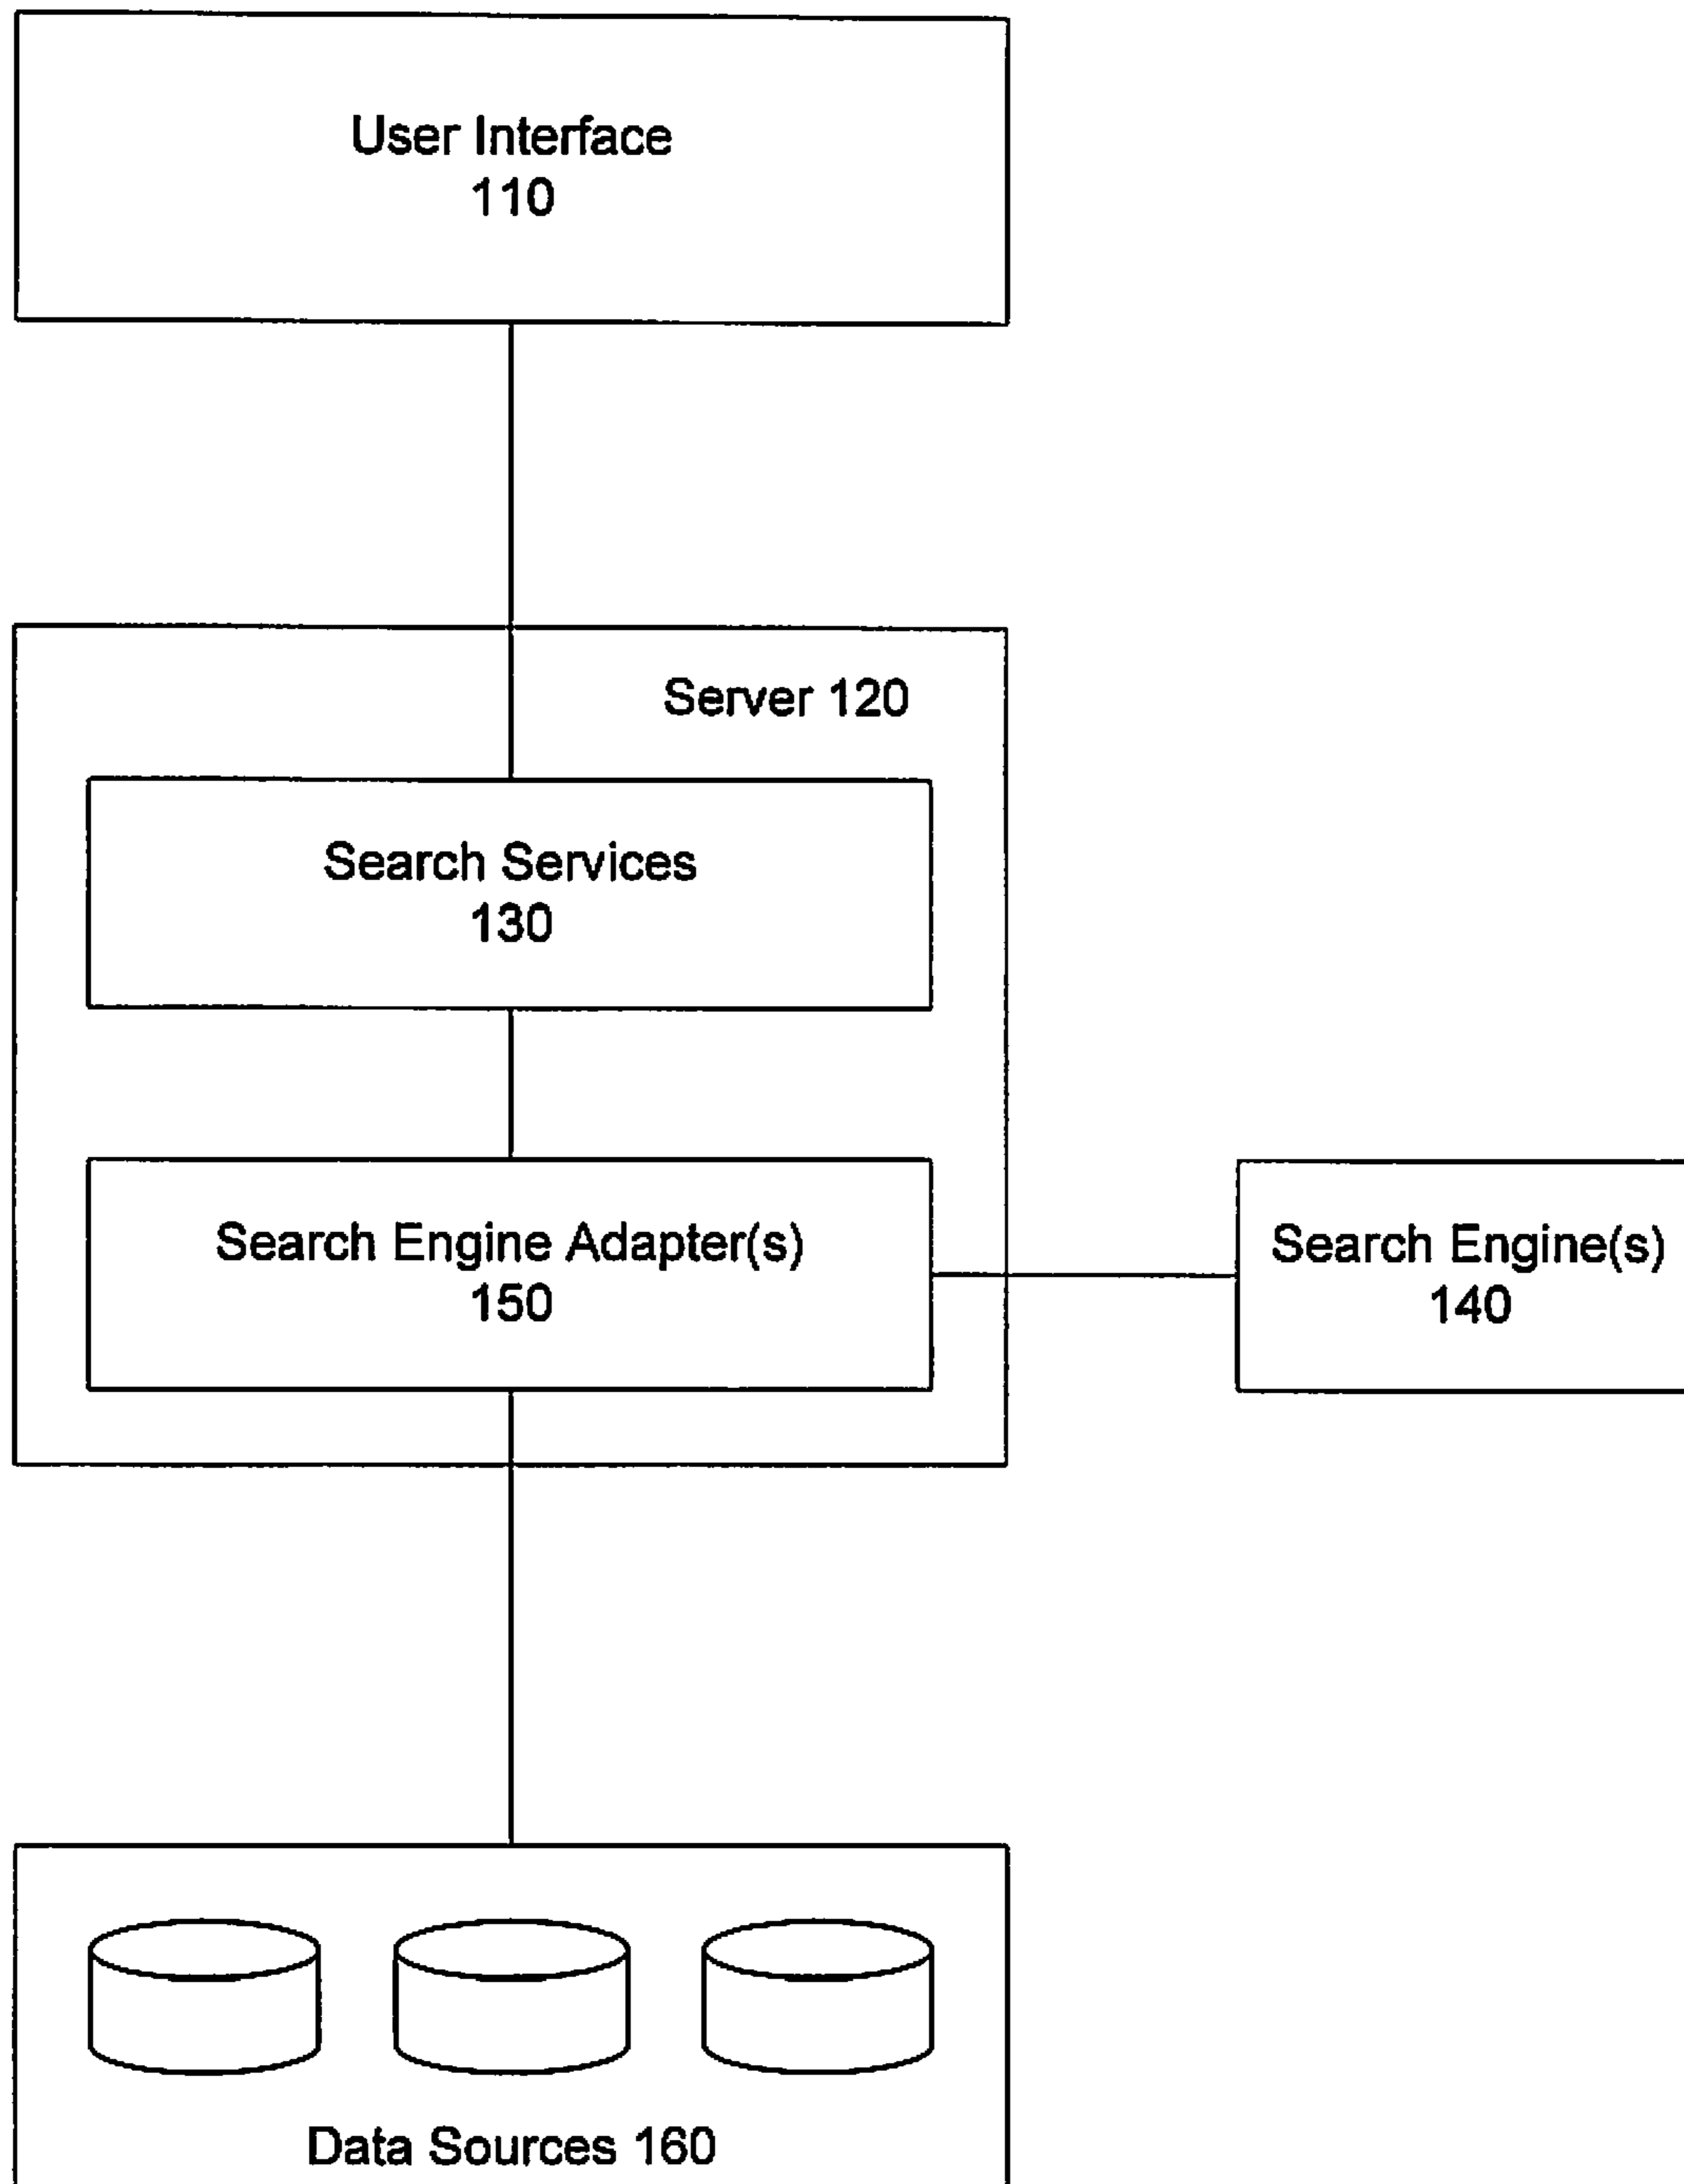 User Interface
110
Server 120
Search Services
130
Search Engine Adapter(s)
150
Search Engine(s)
140
Data Sources 160